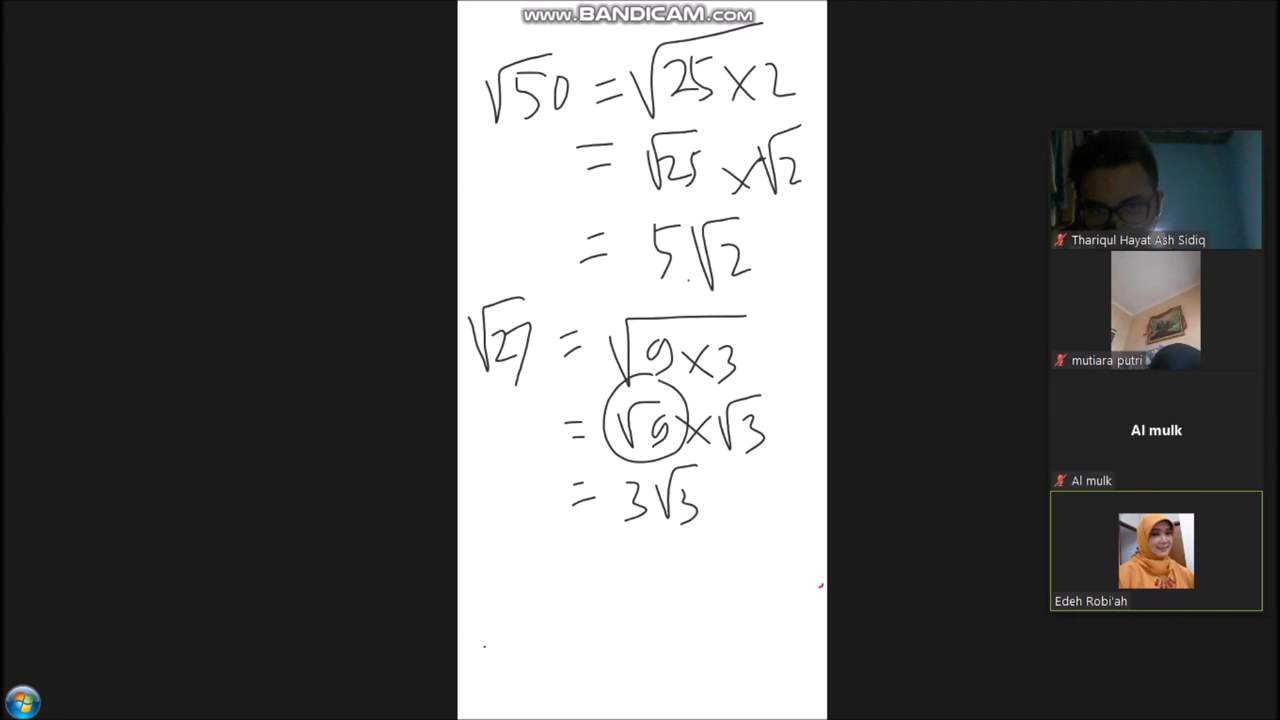 www.BANDICAM.com
√50 = √25 × 2
= √25 × √2
= 5√2
√27 = √9 × 3
= √9 × √3
= 3√3
Thariqul Hayat Ash Sidiq
mutiara putri
Al mulk
Al mulk
Edeh Robi'ah